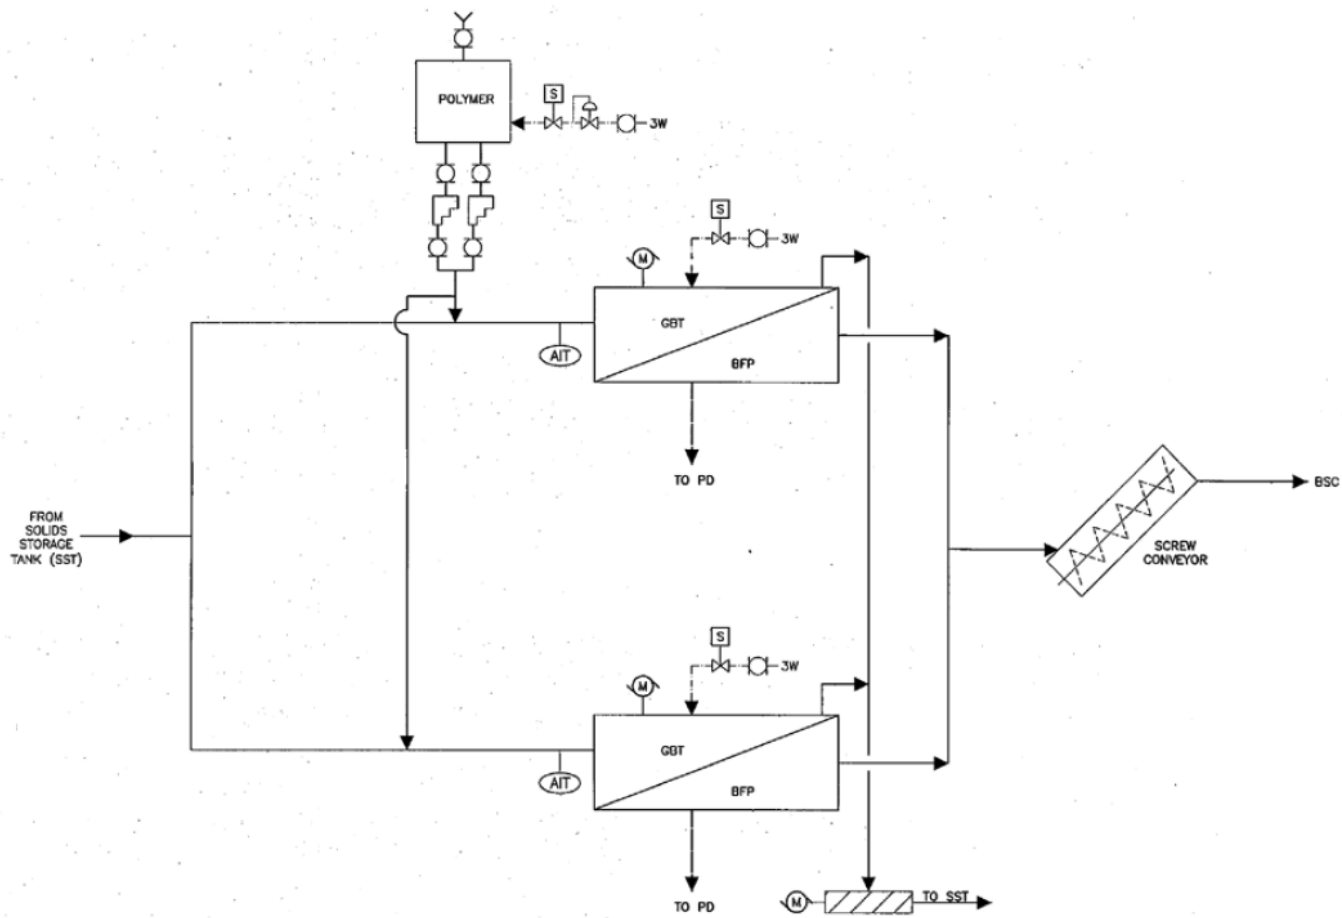 POLYMER
S
3W
S
3W
M
GBT
BFP
AIT
TO PD
FROM
SOLIDS
STORAGE
TANK (SST)
BSC
SCREW
CONVEYOR
S
3W
M
GBT
BFP
AIT
TO PD
M
TO SST